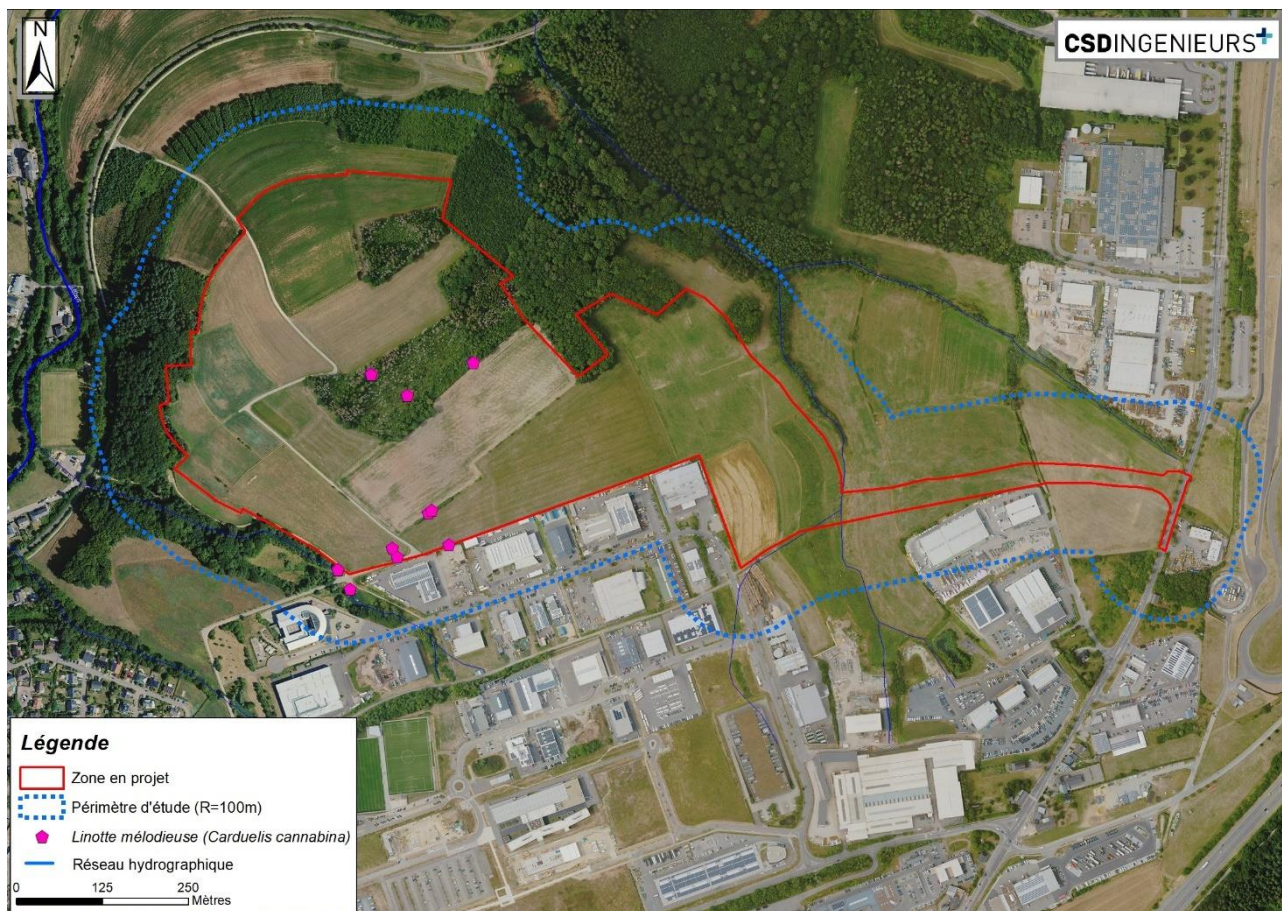 N
CSDINGENIEURS+
Légende
Zone en projet
Périmètre d'étude (R=100m)
Linotte mélodieuse (Carduelis cannabina)
Réseau hydrographique
0 125 250
Mètres